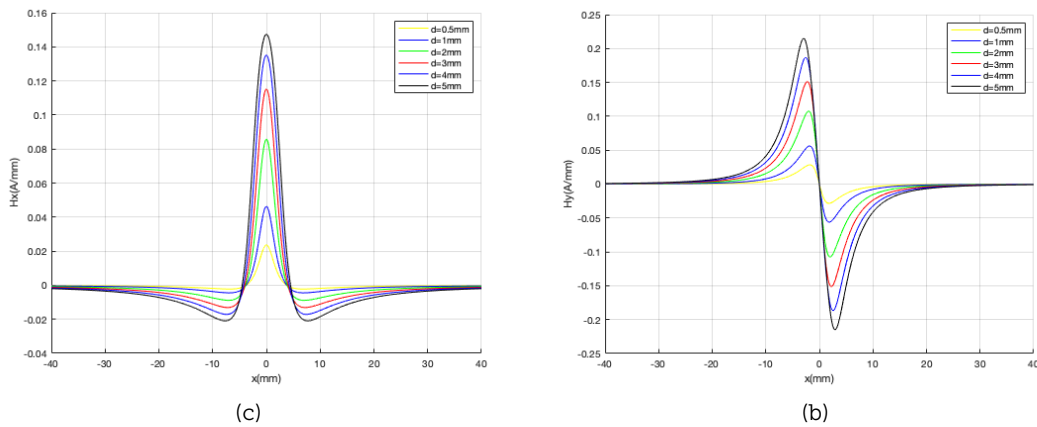 0.16
0.14
0.12
0.1
0.08
0.06
0.04
0.02
0
-0.02
-0.04
Hx(A/mm)
-40
-30
-20
-10
0
10
20
30
40
x(mm)
d=0.5mm
d=1mm
d=2mm
d=3mm
d=4mm
d=5mm
(c)
0.25
0.2
0.15
0.1
0.05
0
-0.05
-0.1
-0.15
-0.2
-0.25
Hy(A/mm)
-40
-30
-20
-10
0
10
20
30
40
x(mm)
d=0.5mm
d=1mm
d=2mm
d=3mm
d=4mm
d=5mm
(b)